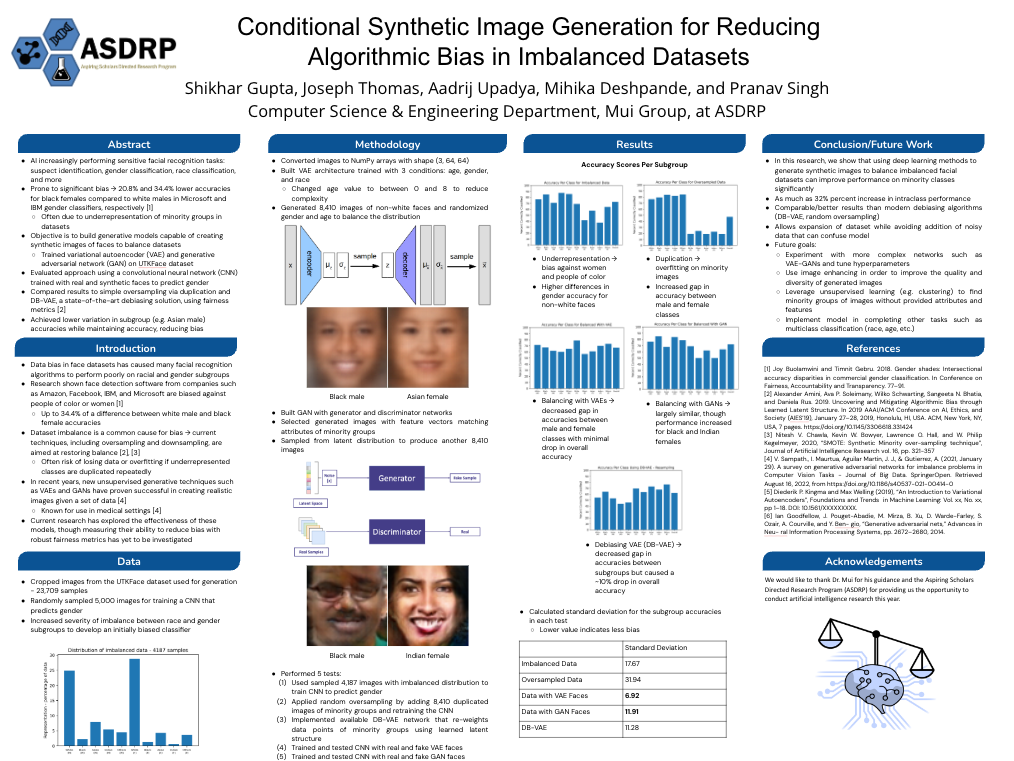 ASDRP
Aspiring Scholars Directed Research Program
Conditional Synthetic Image Generation for Reducing
Algorithmic Bias in Imbalanced Datasets
Shikhar Gupta, Joseph Thomas, Aadrij Upadya, Mihika Deshpande, and Pranav Singh
Computer Science & Engineering Department, Mui Group, at ASDRP
Abstract
● AI increasingly performing sensitive facial recognition tasks:
suspect identification, gender classification, race classification,
and more
● Prone to significant bias → 20.8% and 34.4% lower accuracies
for black females compared to white males in Microsoft and
IBM gender classifiers, respectively [1]
○ Often due to underrepresentation of minority groups in
datasets
● Objective is to build generative models capable of creating
synthetic images of faces to balance datasets
○ Trained variational autoencoder (VAE) and generative
adversarial network (GAN) on UTKFace dataset
● Evaluated approach using a convolutional neural network (CNN)
trained with real and synthetic faces to predict gender
● Compared results to simple oversampling via duplication and
DB-VAE, a state-of-the-art debiasing solution, using fairness
metrics [2]
● Achieved lower variation in subgroup (e.g. Asian male)
accuracies while maintaining accuracy, reducing bias
Introduction
● Data bias in face datasets has caused many facial recognition
algorithms to perform poorly on racial and gender subgroups
● Research shown face detection software from companies such
as Amazon, Facebook, IBM, and Microsoft are biased against
people of color or women [1]
○ Up to 34.4% of a difference between white male and black
female accuracies
● Dataset imbalance is a common cause for bias → current
techniques, including oversampling and downsampling, are
aimed at restoring balance [2], [3]
○ Often risk of losing data or overfitting if underrepresented
classes are duplicated repeatedly
● In recent years, new unsupervised generative techniques such
as VAEs and GANs have proven successful in creating realistic
images given a set of data [4]
○ Known for use in medical settings [4]
● Current research has explored the effectiveness of these
models, though measuring their ability to reduce bias with
robust fairness metrics has yet to be investigated
Data
● Cropped images from the UTKFace dataset used for generation
- 23,709 samples
● Randomly sampled 5,000 images for training a CNN that
predicts gender
● Increased severity of imbalance between race and gender
subgroups to develop an initially biased classifier
Distribution of imbalanced data - 4187 samples
Representation - percentage of data
30
25
20
15
10
5
0
Methodology
● Converted images to NumPy arrays with shape (3, 64, 64)
● Built VAE architecture trained with 3 conditions: age, gender,
and race
○ Changed age value to between 0 and 8 to reduce
complexity
● Generated 8,410 images of non-white faces and randomized
gender and age to balance the distribution
x encoder sample z decoder sample
Black male Asian female
● Built GAN with generator and discriminator networks
● Selected generated images with feature vectors matching
attributes of minority groups
● Sampled from latent distribution to produce another 8,410
images
Noise Generator Fake Sample
Latent Space
Discriminator Real
Real Samples
Black male Indian female
● Performed 5 tests:
(1) Used sampled 4,187 images with imbalanced distribution to
train CNN to predict gender
(2) Applied random oversampling by adding 8,410 duplicated
images of minority groups and retraining the CNN
(3) Implemented available DB-VAE network that re-weights
data points of minority groups using learned latent
structure
(4) Trained and tested CNN with real and fake VAE faces
(5) Trained and tested CNN with real and fake GAN faces
Results
Accuracy Scores Per Subgroup
Accuracy Per Class for Imbalanced Data
Accuracy Per Class for Oversampled Data
● Underrepresentation →
bias against women
and people of color
● Higher differences in
gender accuracy for
non-white faces
● Duplication →
overfitting on minority
images
● Increased gap in
accuracy between
male and female
classes
Accuracy Per Class for Balanced With VAE
Accuracy Per Class for Balanced With GAN
● Balancing with VAEs →
decreased gap in
accuracies between
male and female
classes with minimal
drop in overall
accuracy
● Balancing with GANs →
largely similar, though
performance increased
for black and Indian
females
● Debiasing VAE (DB-VAE) →
decreased gap in
accuracies between
subgroups but caused a
~10% drop in overall
accuracy
● Calculated standard deviation for the subgroup accuracies
in each test
○ Lower value indicates less bias
Standard Deviation
Imbalanced Data 17.67
Oversampled Data 31.94
Data with VAE Faces 6.92
Data with GAN Faces 11.91
DB-VAE 11.28
Conclusion/Future Work
● In this research, we show that using deep learning methods to
generate synthetic images to balance imbalanced facial
datasets can improve performance on minority classes
significantly
● As much as 32% percent increase in intraclass performance
● Comparable/better results than modern debiasing algorithms
(DB-VAE, random oversampling)
● Allows expansion of dataset while avoiding addition of noisy
data that can confuse model
● Future goals:
○ Experiment with more complex networks such as
VAE-GANs and tune hyperparameters
○ Use image enhancing in order to improve the quality and
diversity of generated images
○ Leverage unsupervised learning (e.g. clustering) to find
minority groups of images without provided attributes and
features
○ Implement model in completing other tasks such as
multiclass classification (race, age, etc.)
References
[1] Joy Buolamwini and Timnit Gebru. 2018. Gender shades: Intersectional
accuracy disparities in commercial gender classification. In Conference on
Fairness, Accountability and Transparency. 77–91.
[2] Alexander Amini, Ava P. Soleimany, Wilko Schwarting, Sangeeta N. Bhatia,
and Daniela Rus. 2019. Uncovering and Mitigating Algorithmic Bias through
Learned Latent Structure. In 2019 AAAI/ACM Conference on AI, Ethics, and
Society (AIES'19), January 27–28, 2019, Honolulu, HI, USA. ACM, New York, NY,
USA, 7 pages. https://doi.org/10.1145/3306618.331424
[3] Nitesh V. Chawla, Kevin W. Bowyer, Lawrence O. Hall, and W. Philip
Kegelmeyer, 2020, "SMOTE: Synthetic Minority over-sampling technique",
Journal of Artificial Intelligence Research vol. 16, pp. 321-357
[4] V. Sampath, I. Maurtua, Aguilar Martin, J. J., & Gutierrez, A. (2021, January
29). A survey on generative adversarial networks for imbalance problems in
Computer Vision Tasks - Journal of Big Data. SpringerOpen. Retrieved
August 16, 2022, from https://doi.org/10.1186/s40537-021-00414-0
[5] Diederik P. Kingma and Max Welling (2019), "An Introduction to Variational
Autoencoders", Foundations and Trends in Machine Learning: Vol. xx, No. xx,
pp 1–18. DOI: 10.1561/XXXXXXXXX.
[6] Ian Goodfellow, J. Pouget-Abadie, M. Mirza, B. Xu, D. Warde-Farley, S.
Ozair, A. Courville, and Y. Ben- gio, "Generative adversarial nets," Advances in
Neu- ral Information Processing Systems, pp. 2672–2680, 2014.
Acknowledgements
We would like to thank Dr. Mui for his guidance and the Aspiring Scholars
Directed Research Program (ASDRP) for providing us the opportunity to
conduct artificial intelligence research this year.